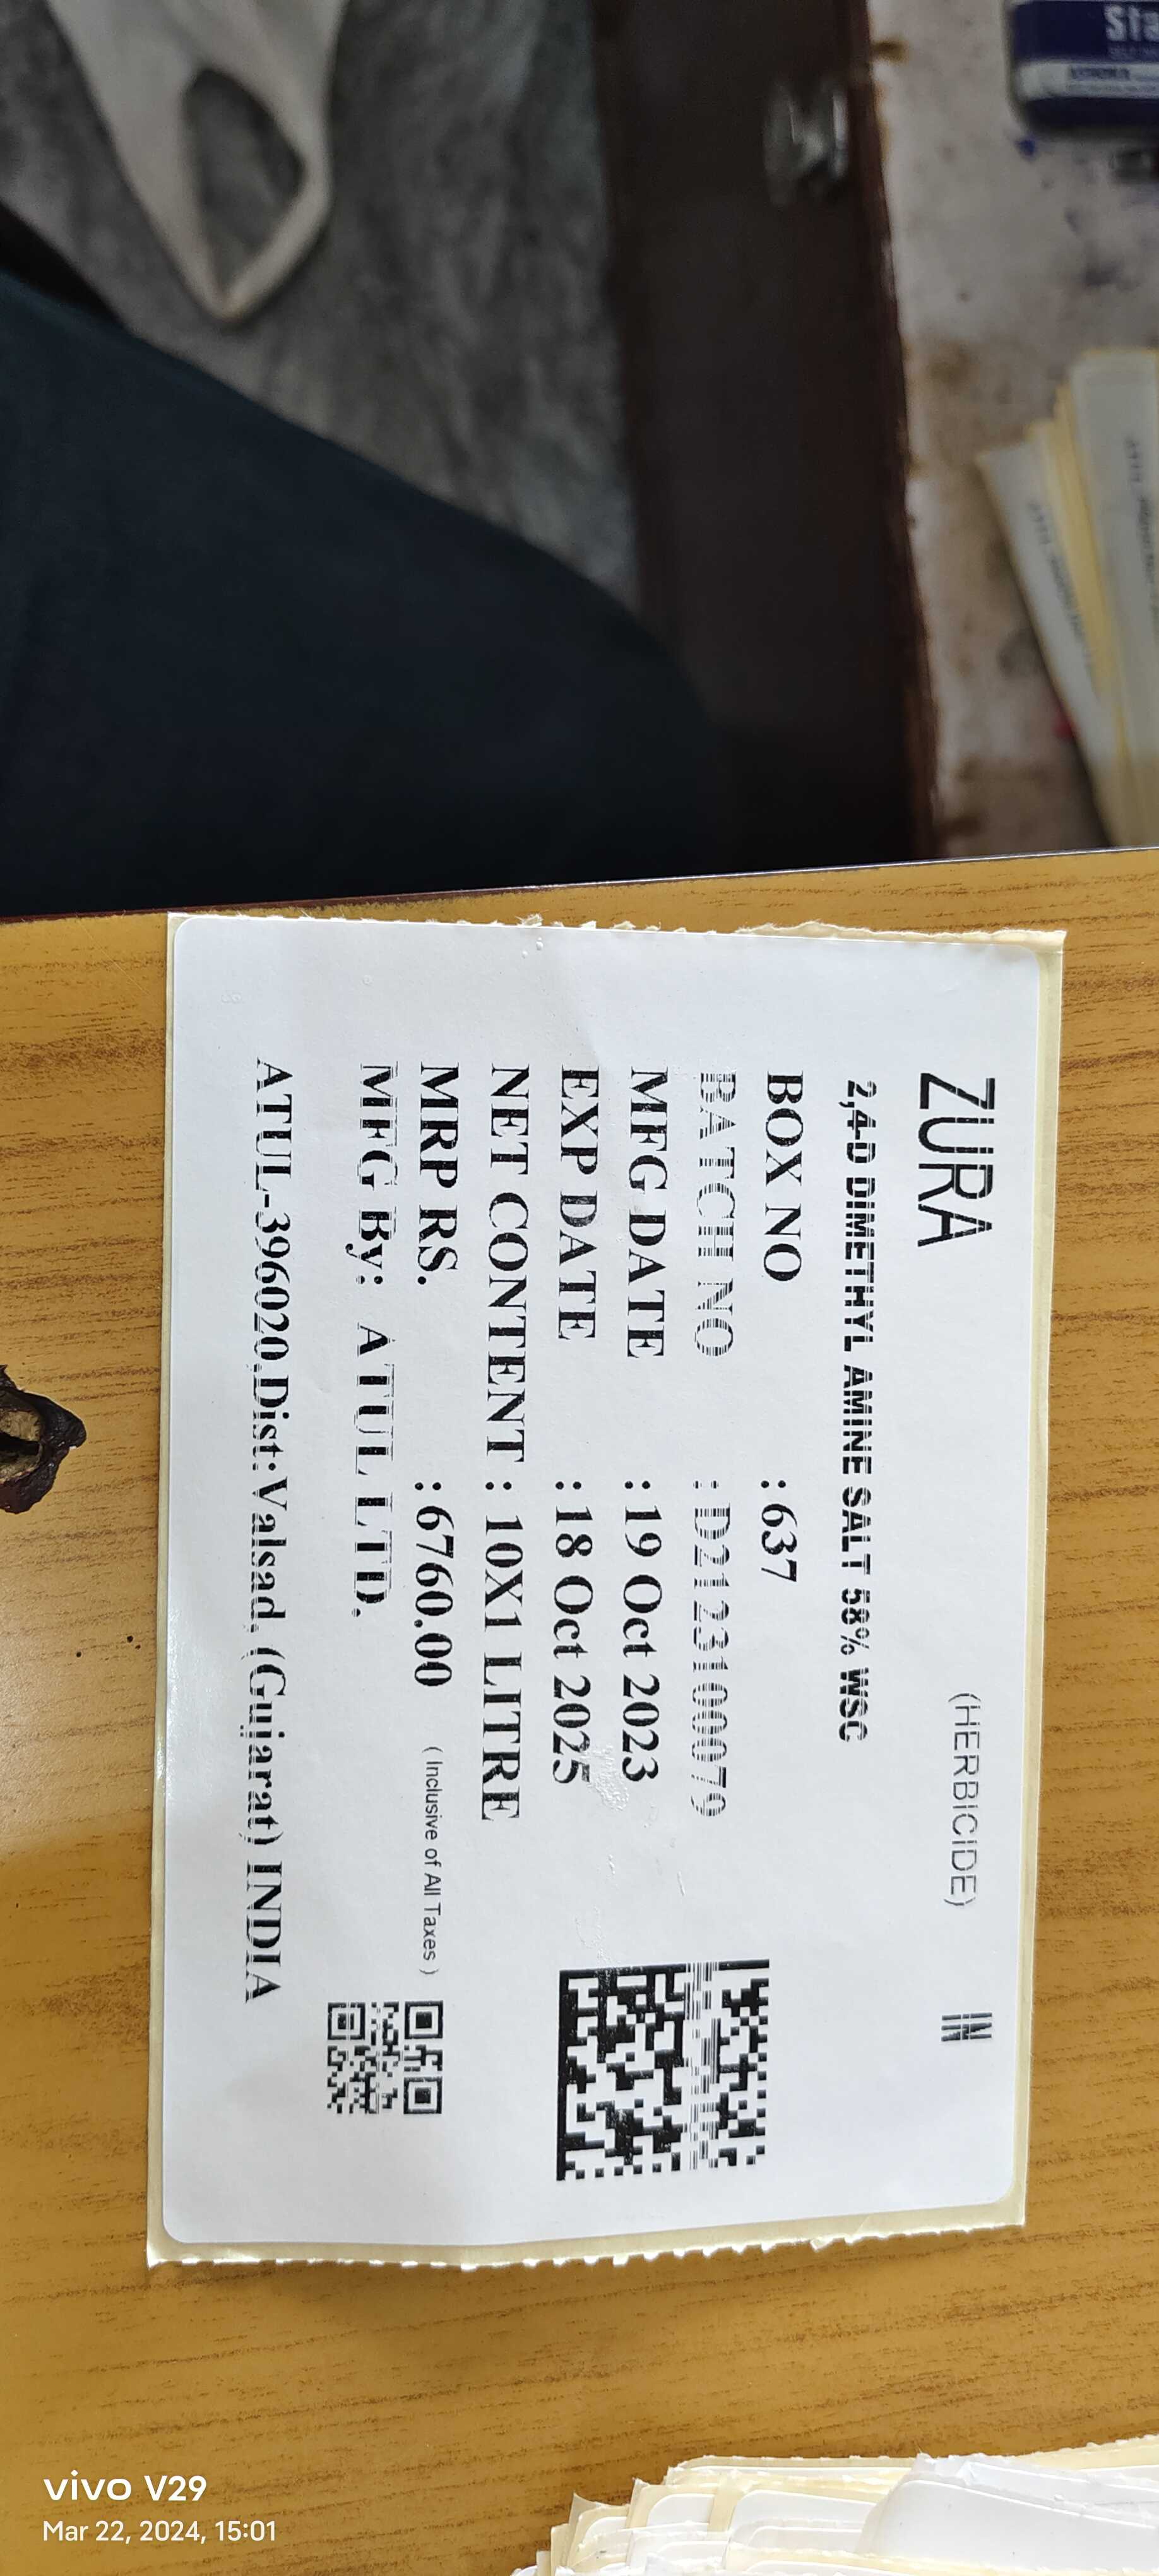 ZURA (HERBICIDE) IN
2,4-D DIMETHYL AMINE SALT 58% WSC
BOX NO :637
BATCH NO : D212310079
MFG DATE : 19 Oct 2023
EXP DATE : 18 Oct 2025
NET CONTENT : 10X1 LITRE
MRP RS. : 6760.00 ( Inclusive of All Taxes )
MFG By: ATUL LTD.
ATUL-396020,Dist:Valsad, (Gujarat) INDIA
vivo V29
Mar 22, 2024, 15:01